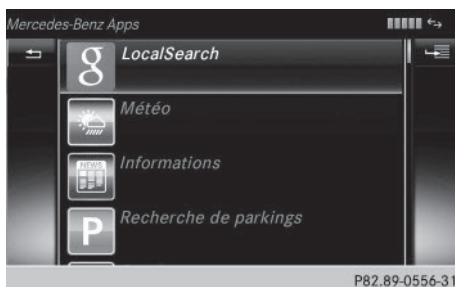 Mercedes-Benz Apps
g LocalSearch
Météo
NEWS Informations
P Recherche de parkings
P82.89-0556-31